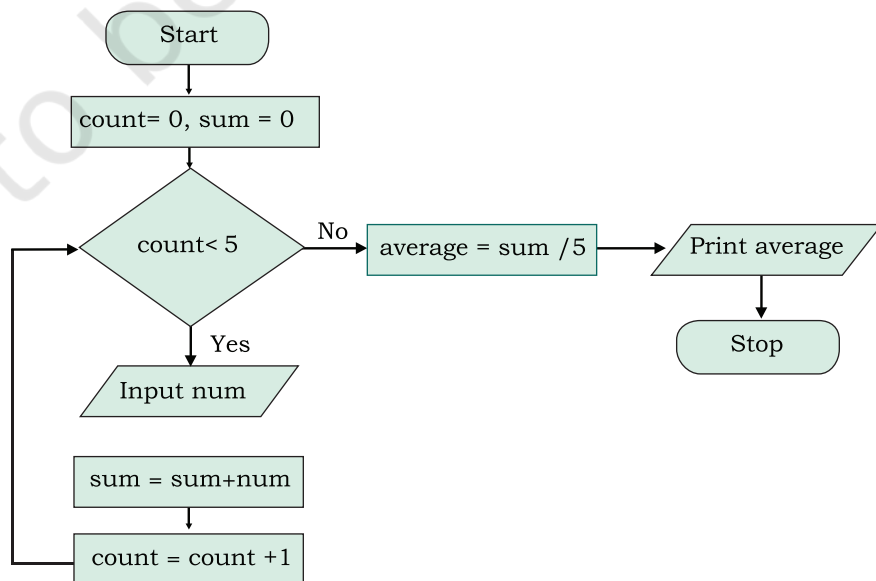 Start
count= 0, sum = 0
count< 5
No
average = sum /5
Print average
Stop
Yes
Input num
sum = sum+num
count = count +1
to b